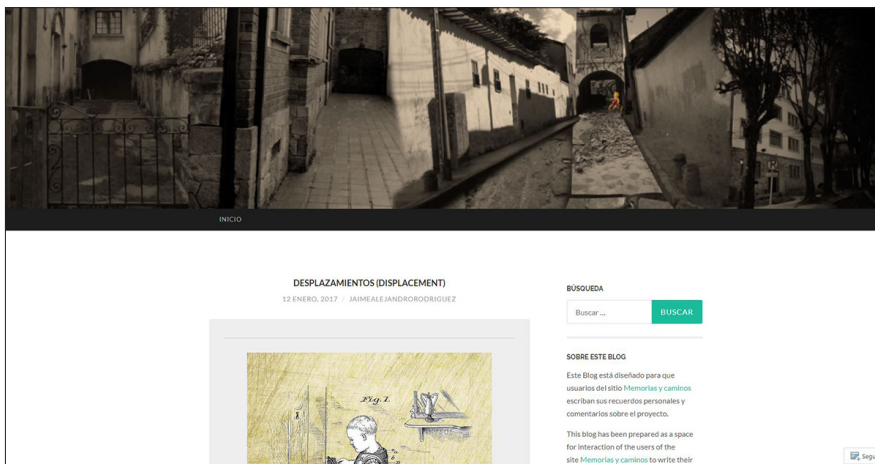 INICIO
DESPLAZAMIENTOS (DISPLACEMENT)
12 ENERO, 2017 / JAIMEALEJANDRORODRIGUEZ
Fig. 1.
BÚSQUEDA
Buscar ...
BUSCAR
SOBRE ESTE BLOG
Este Blog está diseñado para que
usuarios del sitio Memorias y caminos
escriban sus recuerdos personales y
comentarios sobre el proyecto.
This blog has been prepared as a space
for interaction of the users of the
site Memorias y caminos to write their